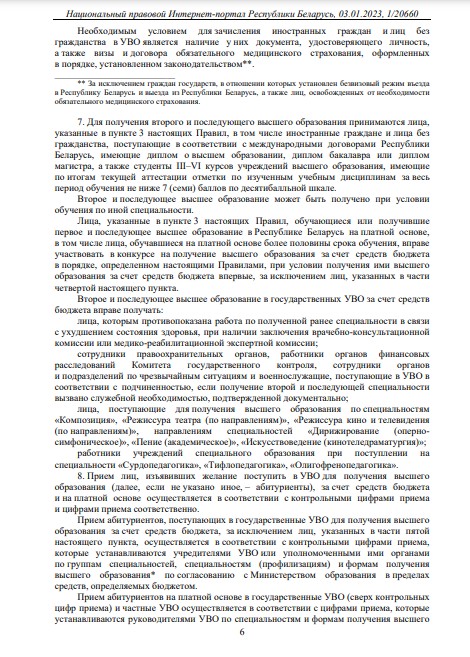 Национальный правовой Интернет-портал Республики Беларусь, 03.01.2023, 1/20660
Необходимым условием для зачисления иностранных граждан и лиц без
гражданства в УВО является наличие у них документа, удостоверяющего личность,
а также визы и договора обязательного медицинского страхования, оформленных
в порядке, установленном законодательством**.
** За исключением граждан государств, в отношении которых установлен безвизовый режим въезда
в Республику Беларусь и выезда из Республики Беларусь, а также лиц, освобожденных от необходимости
обязательного медицинского страхования.
7. Для получения второго и последующего высшего образования принимаются лица,
указанные в пункте 3 настоящих Правил, в том числе иностранные граждане и лица без
гражданства, поступающие в соответствии с международными договорами Республики
Беларусь, имеющие диплом о высшем образовании, диплом бакалавра или диплом
магистра, а также студенты III–VI курсов учреждений высшего образования, имеющие
по итогам текущей аттестации отметки по изученным учебным дисциплинам за весь
период обучения не ниже 7 (семи) баллов по десятибалльной шкале.
Второе и последующее высшее образование может быть получено при условии
обучения по иной специальности.
Лица, указанные в пункте 3 настоящих Правил, обучающиеся или получившие
первое и последующее высшее образование в Республике Беларусь на платной основе,
в том числе лица, обучавшиеся на платной основе более половины срока обучения, вправе
участвовать в конкурсе на получение высшего образования за счет средств бюджета
в порядке, определенном настоящими Правилами, при условии получения ими высшего
образования за счет средств бюджета впервые, за исключением лиц, указанных в части
четвертой настоящего пункта.
Второе и последующее высшее образование в государственных УВО за счет средств
бюджета вправе получать:
лица, которым противопоказана работа по полученной ранее специальности в связи
с ухудшением состояния здоровья, при наличии заключения врачебно-консультационной
комиссии или медико-реабилитационной экспертной комиссии;
сотрудники правоохранительных органов, работники органов финансовых
расследований Комитета государственного контроля, сотрудники органов
и подразделений по чрезвычайным ситуациям и военнослужащие, поступающие в УВО в
соответствии с подчиненностью, если получение второй и последующей специальности
вызвано служебной необходимостью, подтвержденной документально;
лица, поступающие для получения высшего образования по специальностям
«Композиция», «Режиссура театра (по направлениям)», «Режиссура кино и телевидения
(по направлениям)», направлениям специальностей «Дирижирование (оперно-
симфоническое)», «Пение (академическое)», «Искусствоведение (кинотеледраматургия)»;
работники учреждений специального образования при поступлении на
специальности «Сурдопедагогика», «Тифлопедагогика», «Олигофренопедагогика».
8. Прием лиц, изъявивших желание поступить в УВО для получения высшего
образования (далее, если не указано иное, – абитуриенты), за счет средств бюджета
и на платной основе осуществляется в соответствии с контрольными цифрами приема
и цифрами приема соответственно.
Прием абитуриентов, поступающих в государственные УВО для получения высшего
образования за счет средств бюджета, за исключением лиц, указанных в части пятой
настоящего пункта, осуществляется в соответствии с контрольными цифрами приема,
которые устанавливаются учредителями УВО или уполномоченными ими органами
по группам специальностей, специальностям (профилизациям) и формам получения
высшего образования* по согласованию с Министерством образования в пределах
средств, определяемых бюджетом.
Прием абитуриентов на платной основе в государственные УВО (сверх контрольных
цифр приема) и частные УВО осуществляется в соответствии с цифрами приема, которые
устанавливаются руководителями УВО по специальностям и формам получения высшего
6